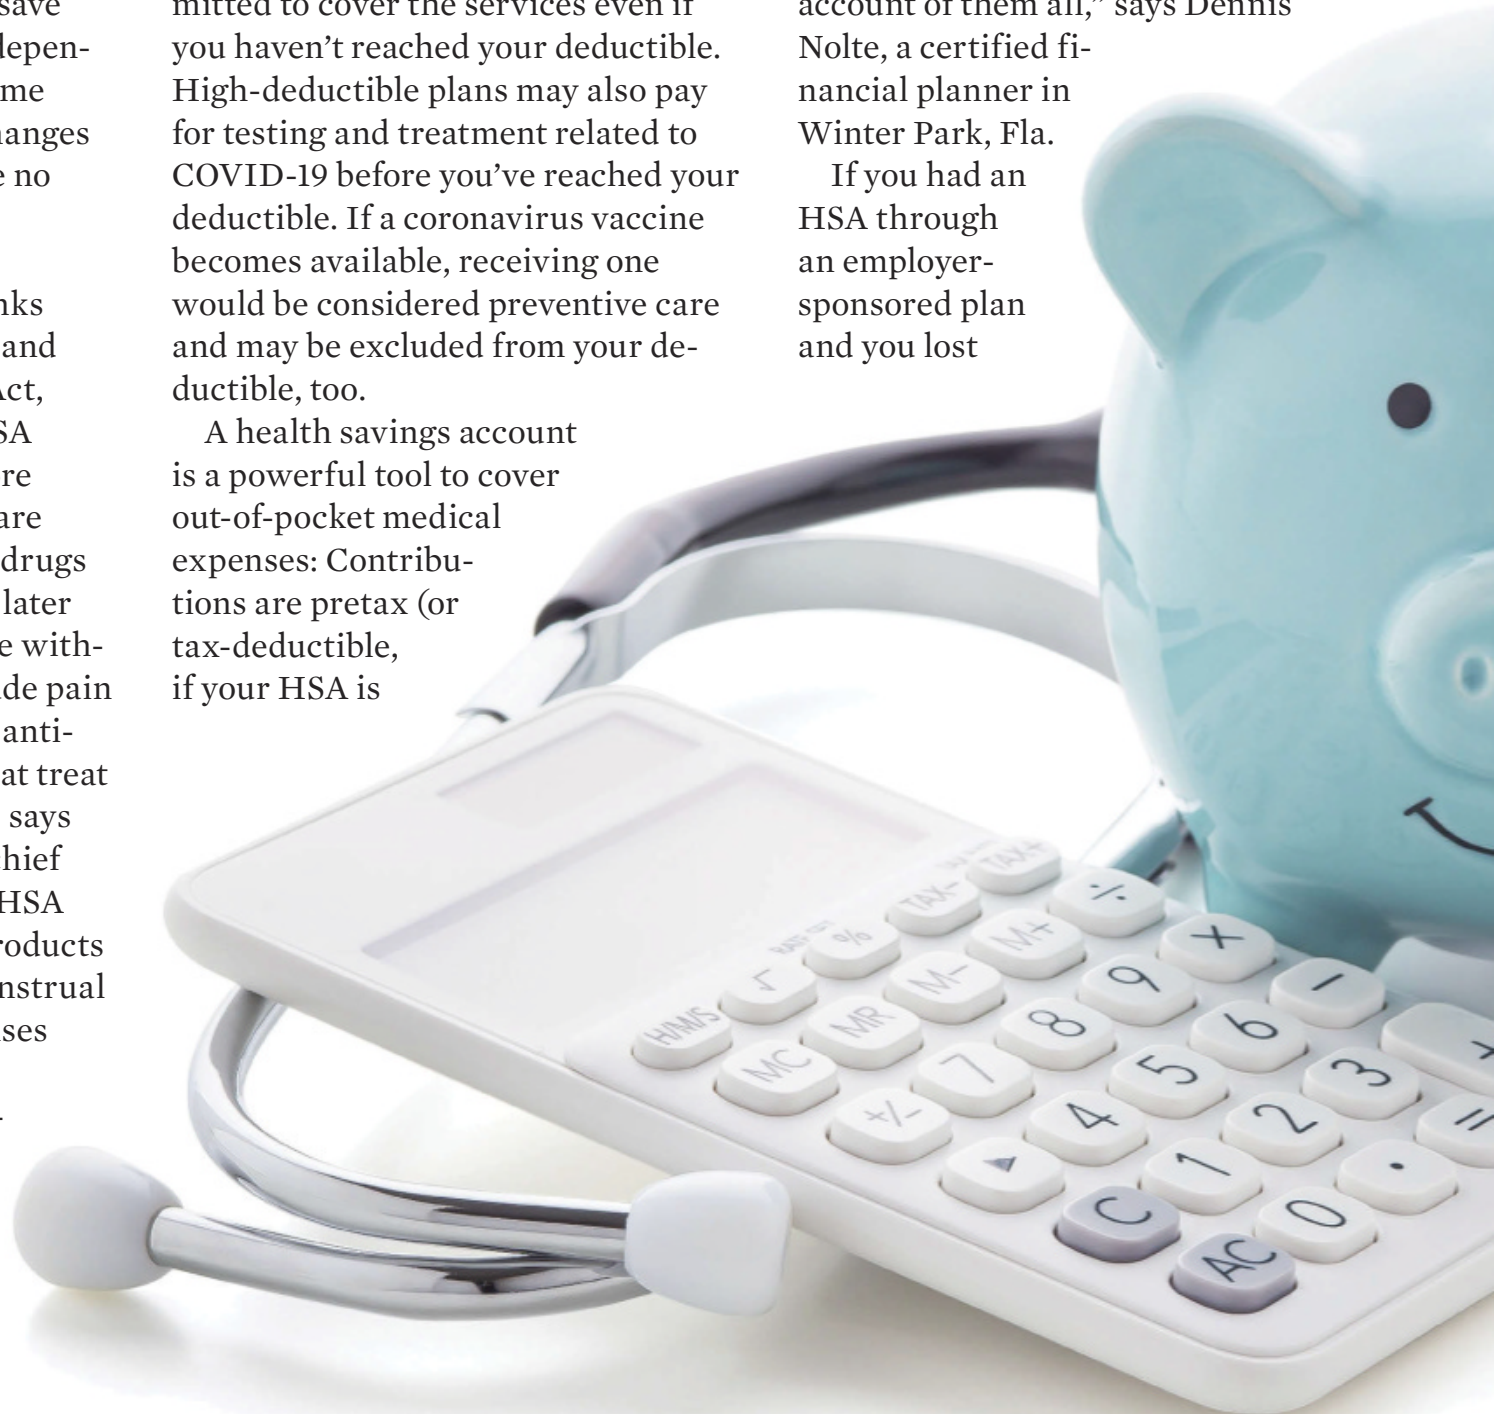 save
depen-
me
hanges
e no
nks
and
Act,
SA
re
are
drugs
later
e with-
de pain
anti-
at treat
says
chief
HSA
roducts
nstrual
ses
mitted to cover the services even if
you haven’t reached your deductible.
High-deductible plans may also pay
for testing and treatment related to
COVID-19 before you’ve reached your
deductible. If a coronavirus vaccine
becomes available, receiving one
would be considered preventive care
and may be excluded from your de-
ductible, too.
A health savings account
is a powerful tool to cover
out-of-pocket medical
expenses: Contribu-
tions are pretax (or
tax-deductible,
if your HSA is
account of them all,” says Dennis
Nolte, a certified fi-
nancial planner in
Winter Park, Fla.
If you had an
HSA through
an employer-
sponsored plan
and you lost
TAX+
TAX−
%
√
H/M/S
÷
M+
M−
MR
MC
×
9
8
7
+/−
−
6
5
4
▶
+
3
2
1
C
=
.
0
AC